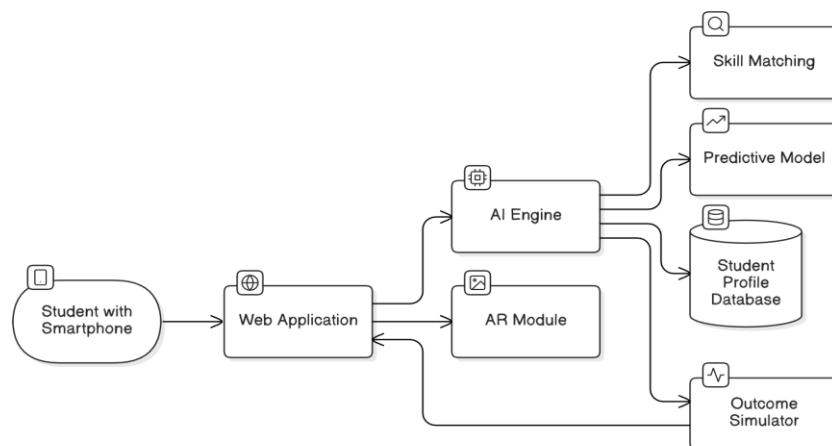 Skill Matching
Predictive Model
AI Engine
Student
Profile
Database
Student with
Smartphone
Web Application
AR Module
Outcome
Simulator